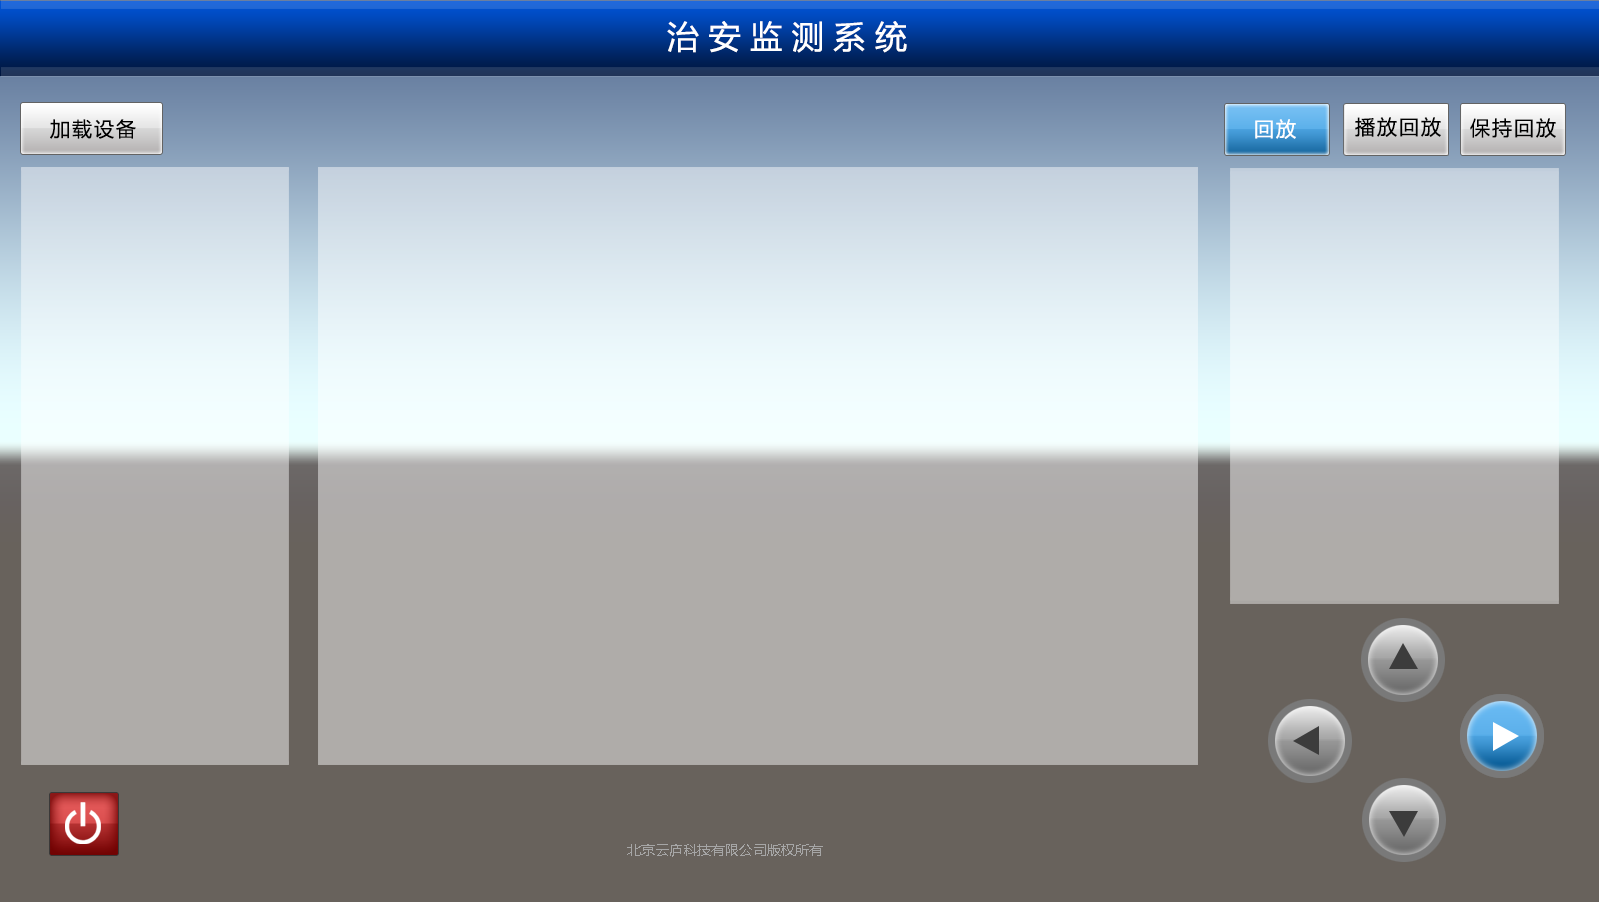 治安监测系统
加载设备
回放
播放回放
保持回放
北京云庐科技有限公司版权所有